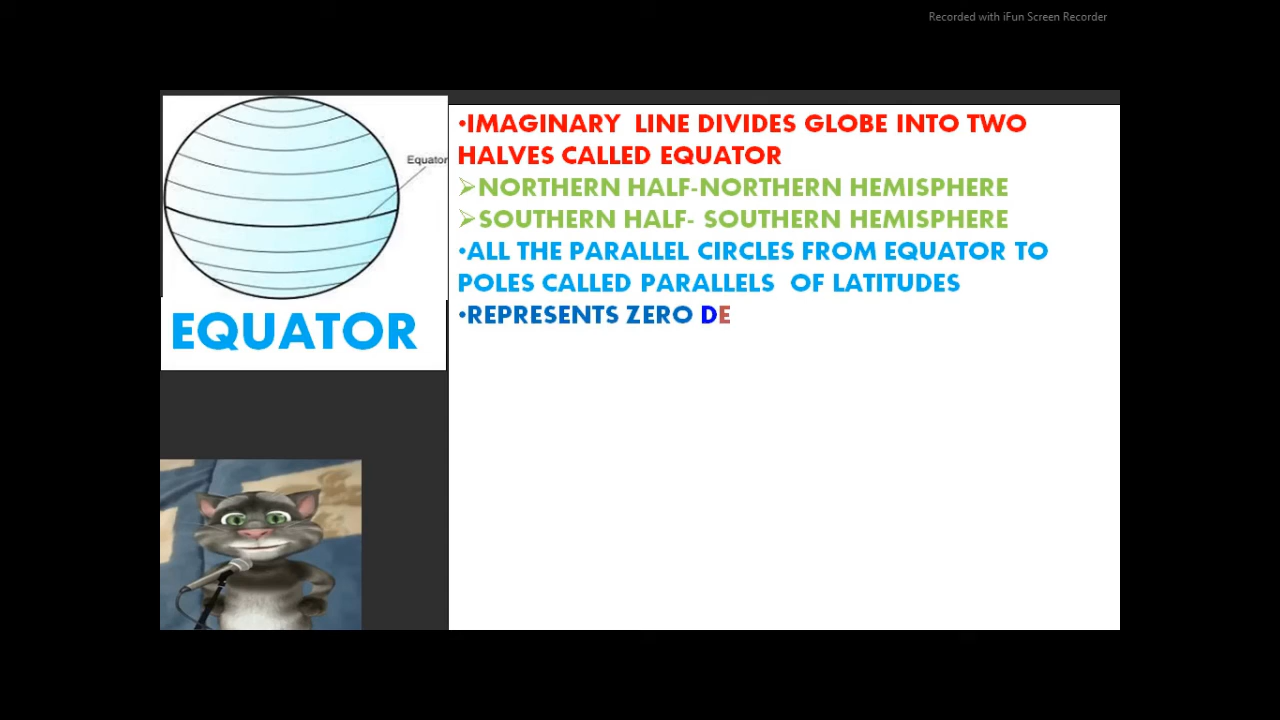 Recorded with iFun Screen Recorder
Equator
EQUATOR
•IMAGINARY LINE DIVIDES GLOBE INTO TWO
HALVES CALLED EQUATOR
➢NORTHERN HALF-NORTHERN HEMISPHERE
➢SOUTHERN HALF- SOUTHERN HEMISPHERE
•ALL THE PARALLEL CIRCLES FROM EQUATOR TO
POLES CALLED PARALLELS OF LATITUDES
•REPRESENTS ZERO DE